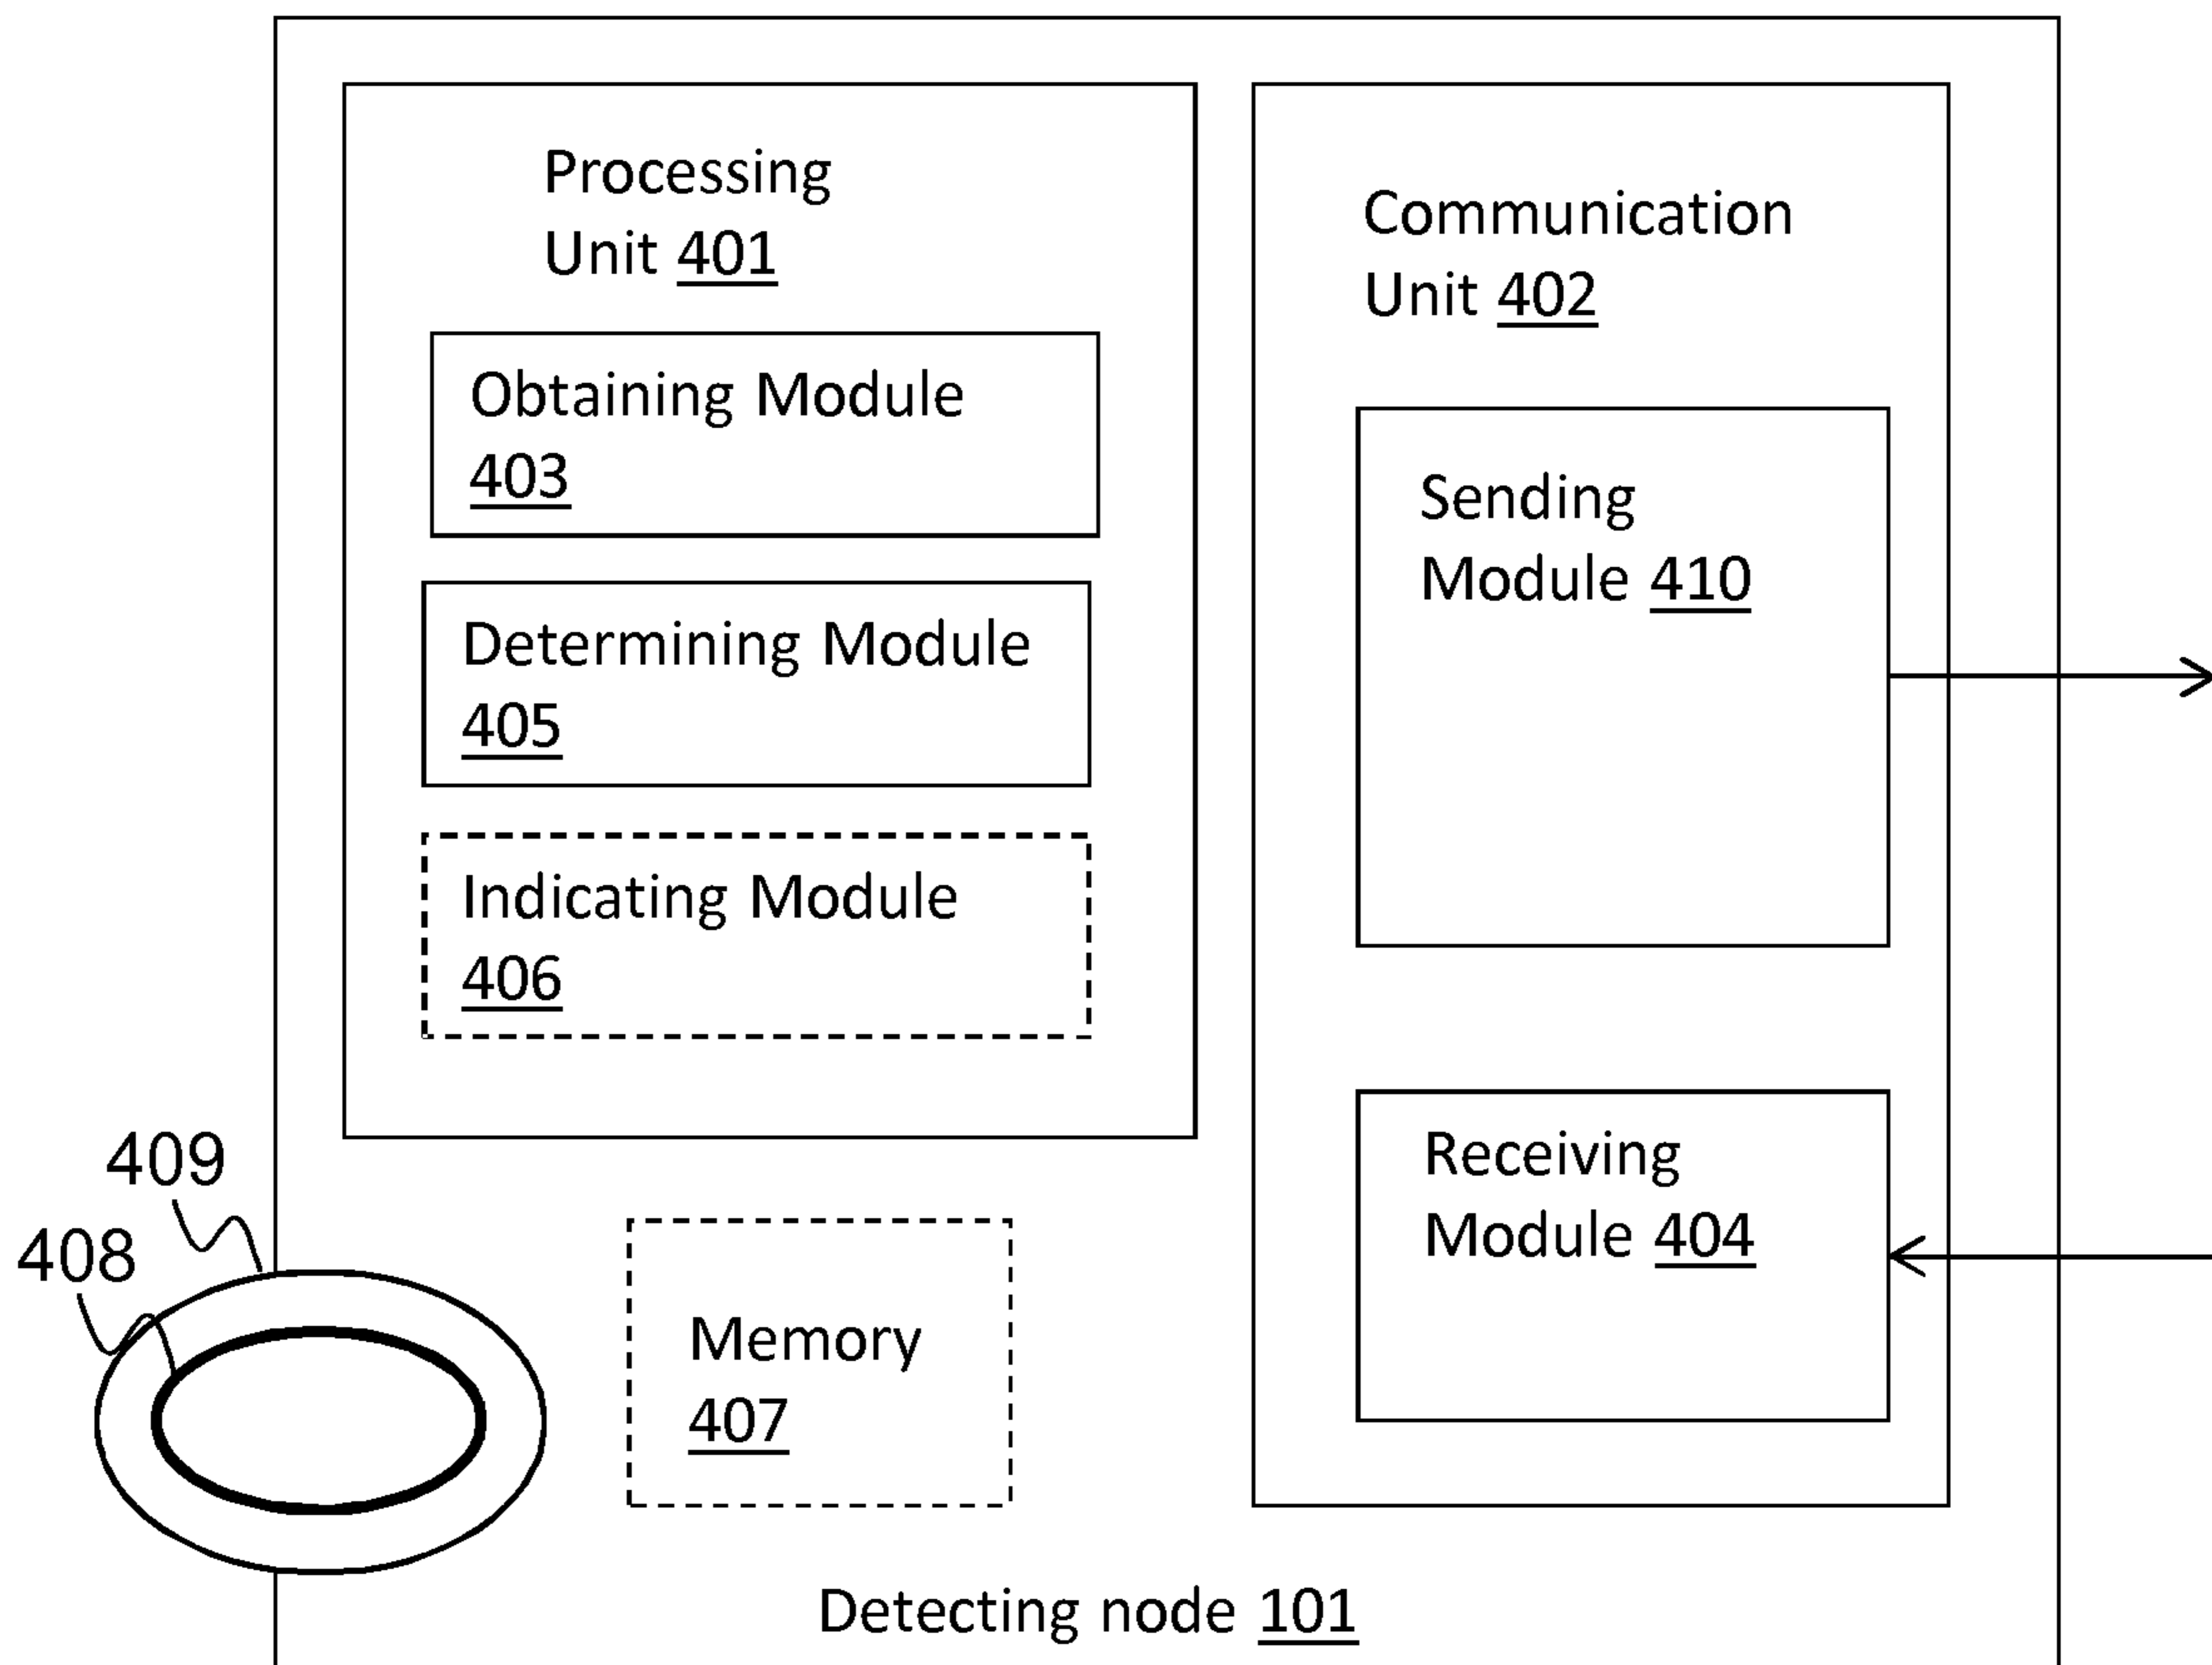 Processing
Unit 401
Obtaining Module
403
Determining Module
405
Indicating Module
406
Communication
Unit 402
Sending
Module 410
Receiving
Module 404
409
408
Memory
407
Detecting node 101